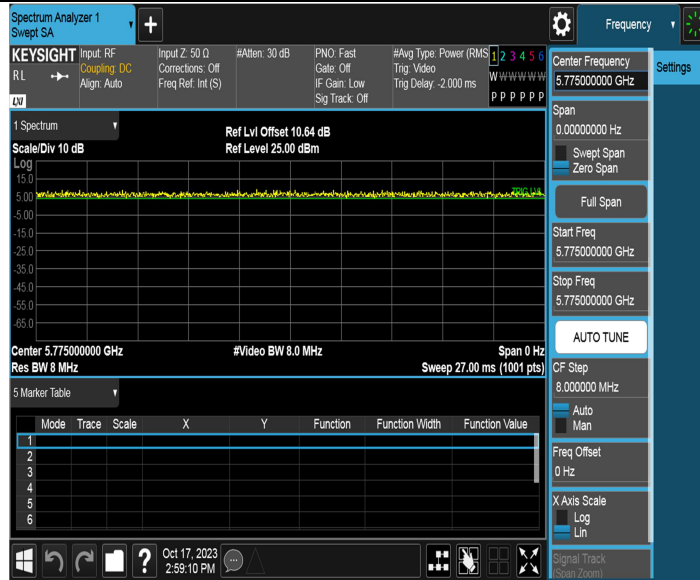 Spectrum Analyzer 1
Swept SA
Frequency
KEYSIGHT
RL
LXI
Input: RF
Coupling: DC
Align: Auto
Input Z: 50 Ω
Corrections: Off
Freq Ref: Int (S)
#Atten: 30 dB
PNO: Fast
Gate: Off
IF Gain: Low
Sig Track: Off
#Avg Type: Power (RMS
Trig: Video
Trig Delay: -2.000 ms
1 2 3 4 5 6
W W W W W W
P P P P P P
Center Frequency
5.775000000 GHz
Settings
Span
0.00000000 Hz
Swept Span
Zero Span
Full Span
Start Freq
5.775000000 GHz
Stop Freq
5.775000000 GHz
AUTO TUNE
CF Step
8.000000 MHz
Auto
Man
Freq Offset
0 Hz
X Axis Scale
Log
Lin
Signal Track
(Span Zoom)
1 Spectrum
Scale/Div 10 dB
Ref Lvl Offset 10.64 dB
Ref Level 25.00 dBm
Log
15.0
5.00
-5.00
-15.0
-25.0
-35.0
-45.0
-55.0
-65.0
TRIG LVL
Center 5.775000000 GHz
#Video BW 8.0 MHz
Span 0 Hz
Res BW 8 MHz
Sweep 27.00 ms (1001 pts)
5 Marker Table
Mode Trace Scale X Y Function Function Width Function Value
1
2
3
4
5
6
?
Oct 17, 2023
2:59:10 PM